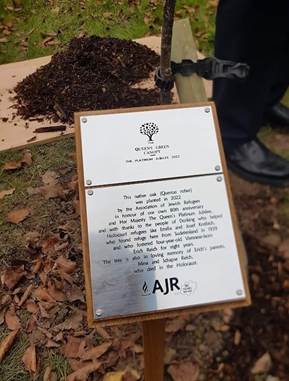 THE
QUEEN'S GREEN
CANOPY
THE PLATINUM JUBILEE 2022
This native oak (Quercus robur)
was planted in 2022
by the Association of Jewish Refugees
in honour of our own 80th anniversary
and Her Majesty The Queen's Platinum Jubilee,
and with thanks to the people of Dorking who helped
Holocaust refugees like Emilia and Josef
who found refuge here from Sudetenland in 1939
and who fostered four-year-old Viennese-born
Erich Reich for eight years.
The tree is also in loving memory of Erich's parents,
Mina and Schapse Reich,
who died in the Holocaust.
AJR